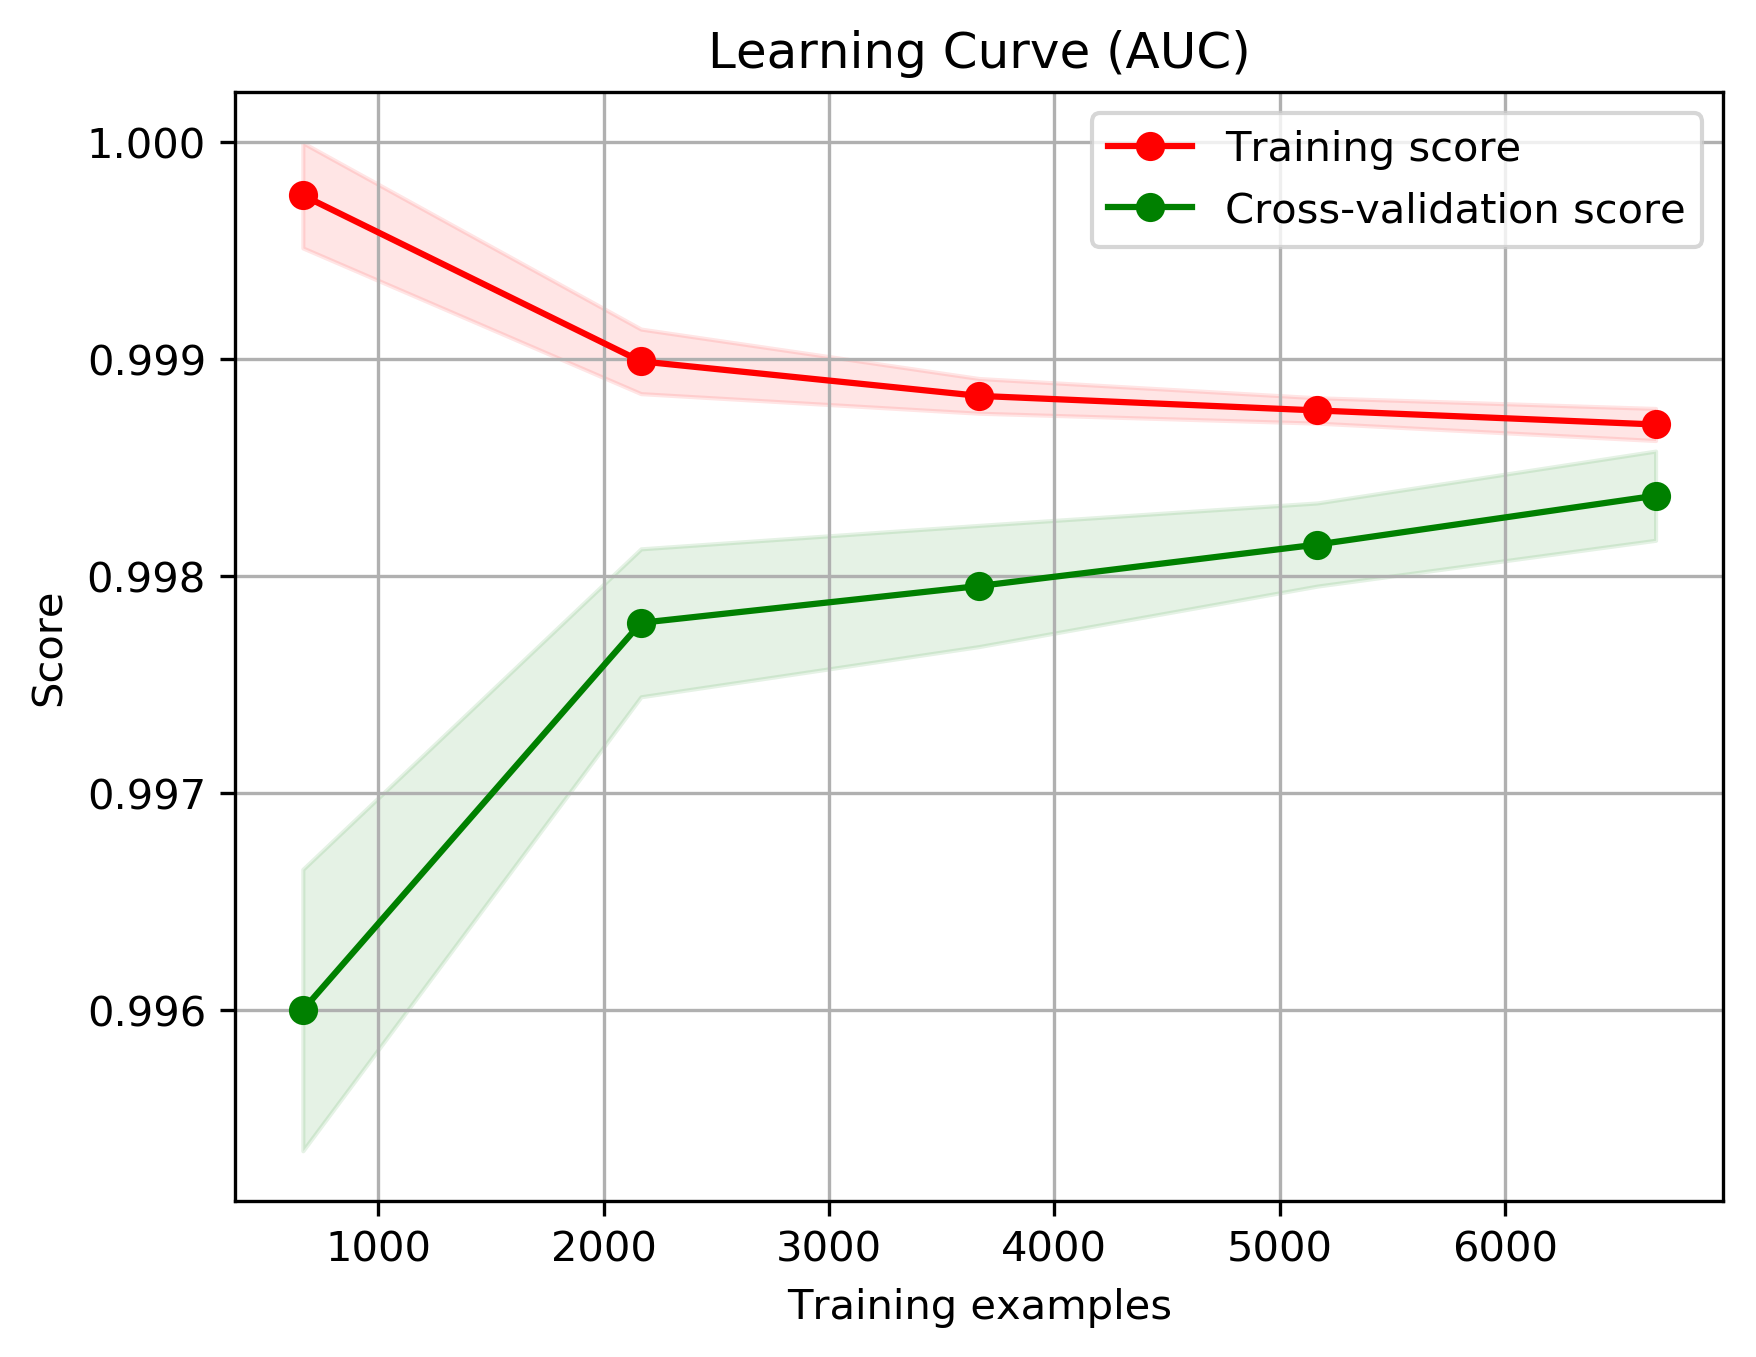 Learning Curve (AUC)
Training score
Cross-validation score
1.000
0.999
0.998
0.997
0.996
Score
1000 2000 3000 4000 5000 6000
Training examples